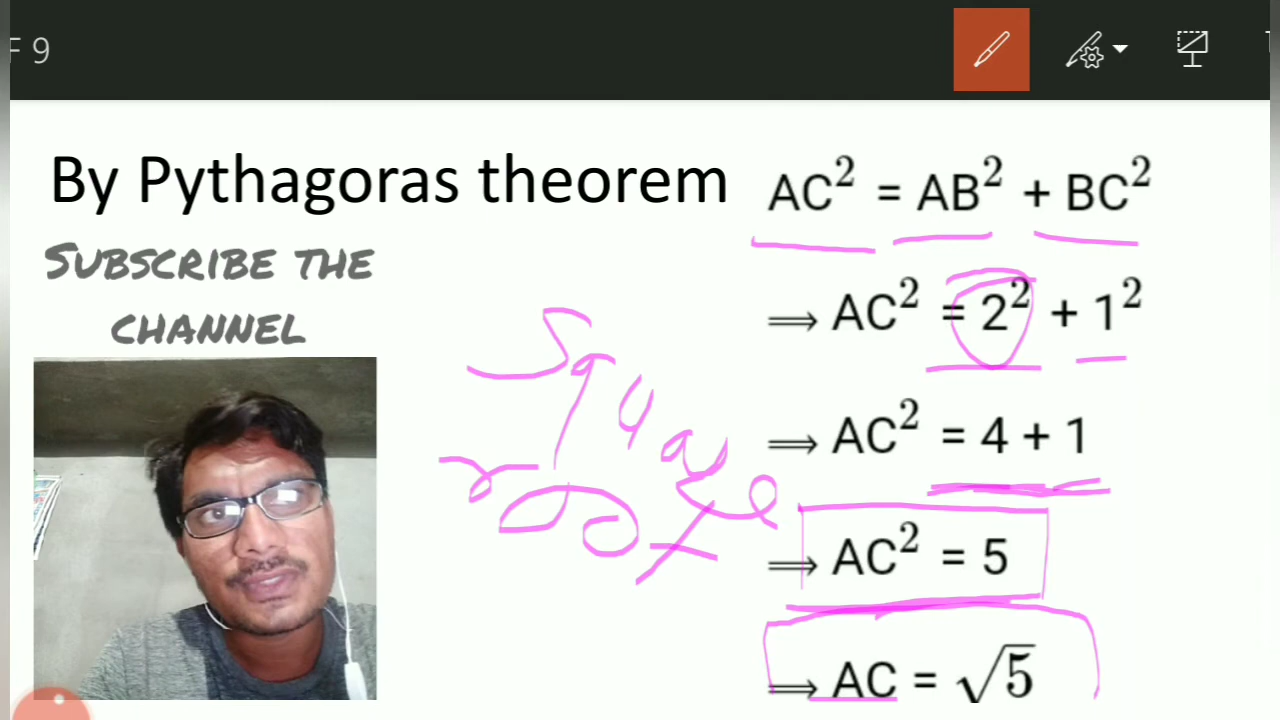 F 9
By Pythagoras theorem
SUBSCRIBE THE
CHANNEL
AC² = AB² + BC²
⟹ AC² = 2² + 1²
⟹ AC² = 4 + 1
⟹ AC² = 5
⟹ AC = √5
Square
root